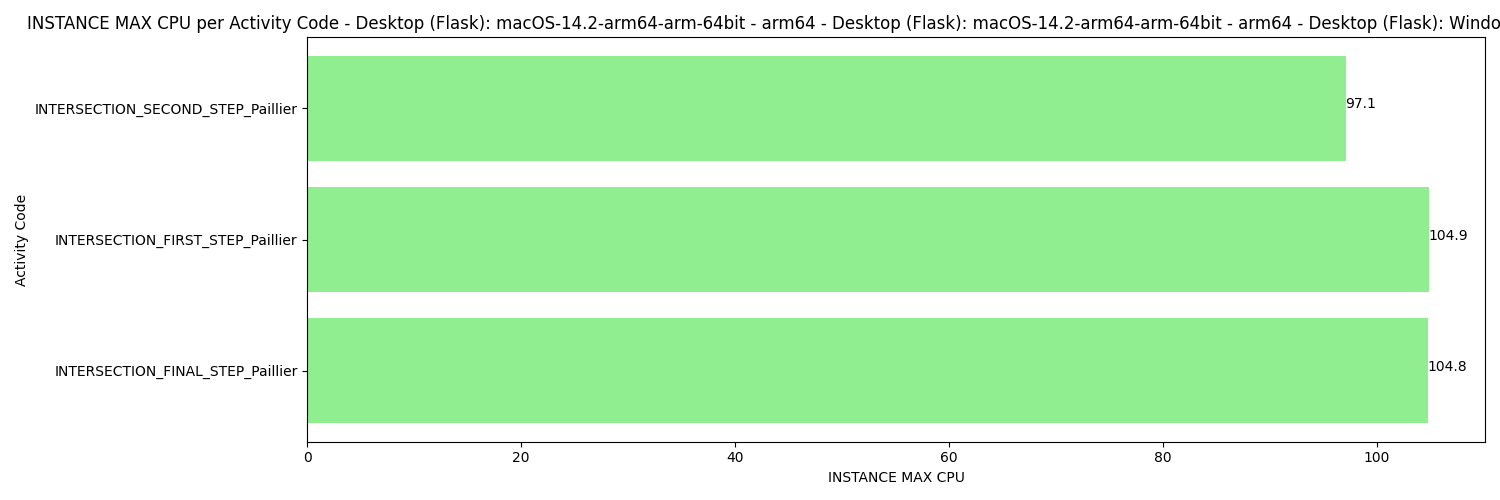 INSTANCE MAX CPU per Activity Code - Desktop (Flask): macOS-14.2-arm64-arm-64bit - arm64 - Desktop (Flask): macOS-14.2-arm64-arm-64bit - arm64 - Desktop (Flask): Windo
INTERSECTION_SECOND_STEP_Paillier
97.1
Activity Code
INTERSECTION_FIRST_STEP_Paillier
104.9
INTERSECTION_FINAL_STEP_Paillier
104.8
0 20 40 60 80 100
INSTANCE MAX CPU